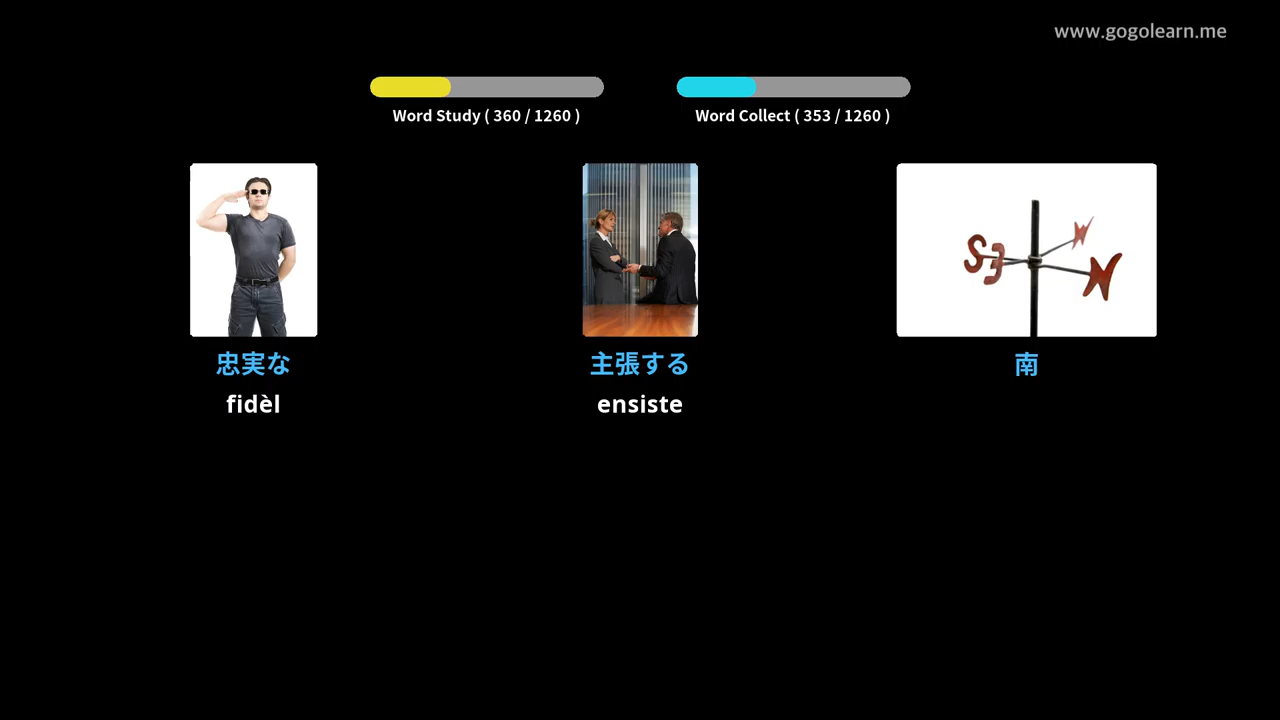 www.gogolearn.me
Word Study ( 360 / 1260 )
Word Collect ( 353 / 1260 )
忠実な
主張する
南
fidèl
ensiste